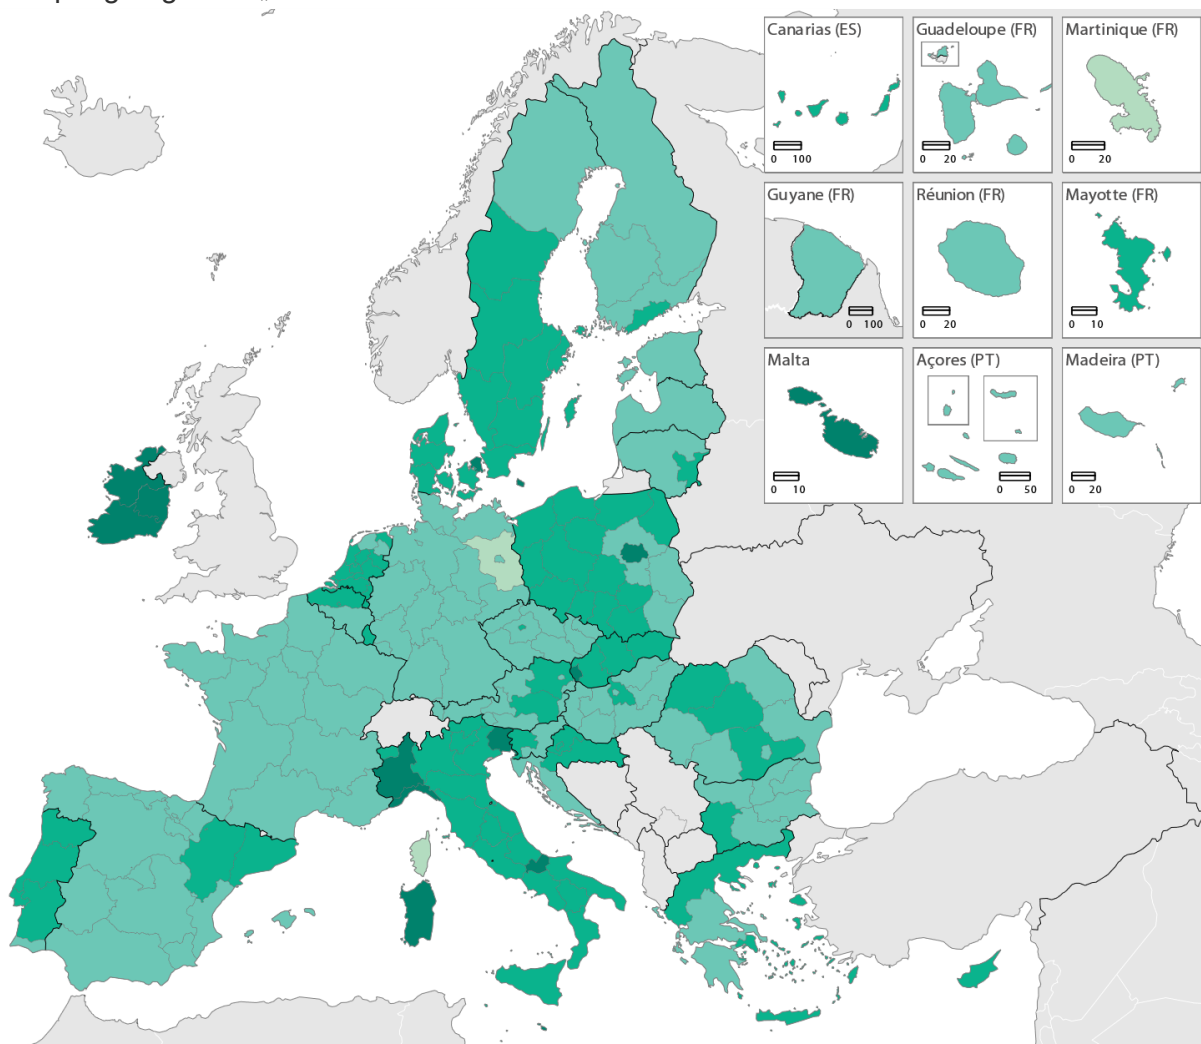 Canarias (ES)
0 100
Guadeloupe (FR)
0 20
Martinique (FR)
0 20
Guyane (FR)
0 100
Réunion (FR)
0 20
Mayotte (FR)
0 10
Malta
0 10
Açores (PT)
0 50
Madeira (PT)
0 20